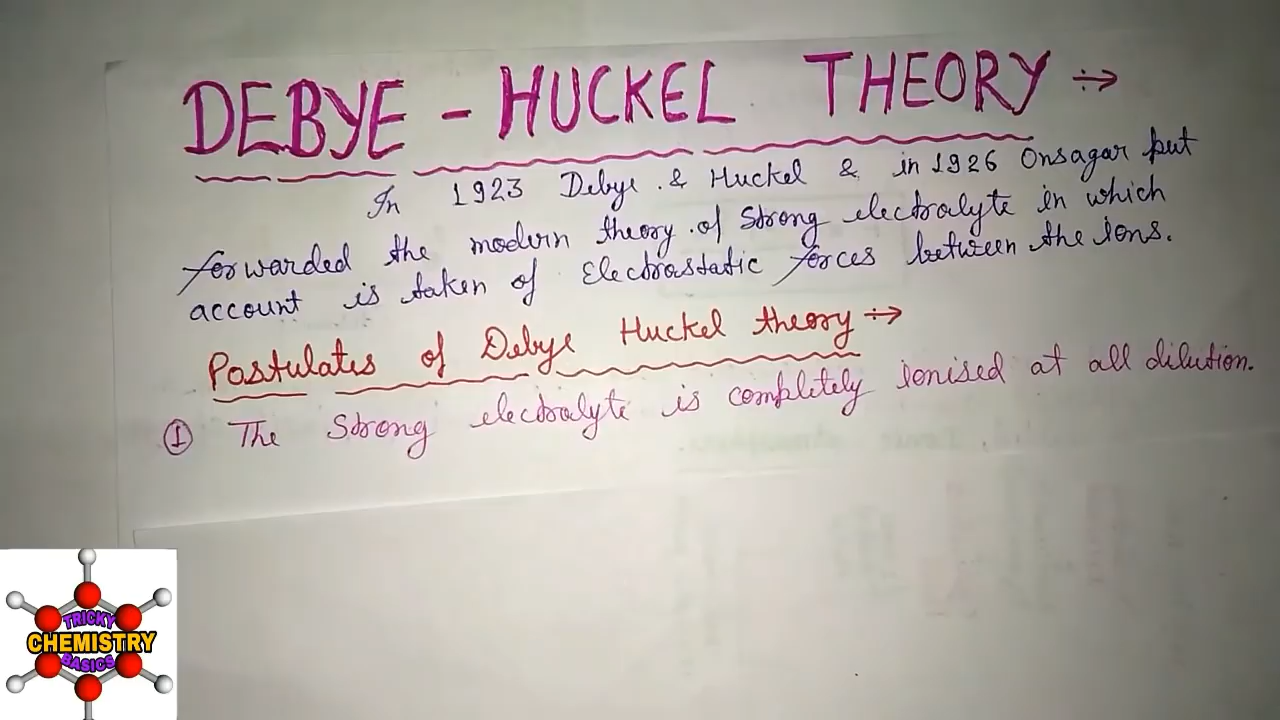 DEBYE - HUCKEL THEORY ÷>
In 1923 Debye & Huckel & in 1926 Onsagar put
forwarded the modern theory of Strong electrolyte in which
account is taken of Electrostatic forces between the ions.
Postulates of Debye Huckel theory ÷>
① The Strong electrolyte is completely ionised at all dilution.
TRICKY
CHEMISTRY
BASICS